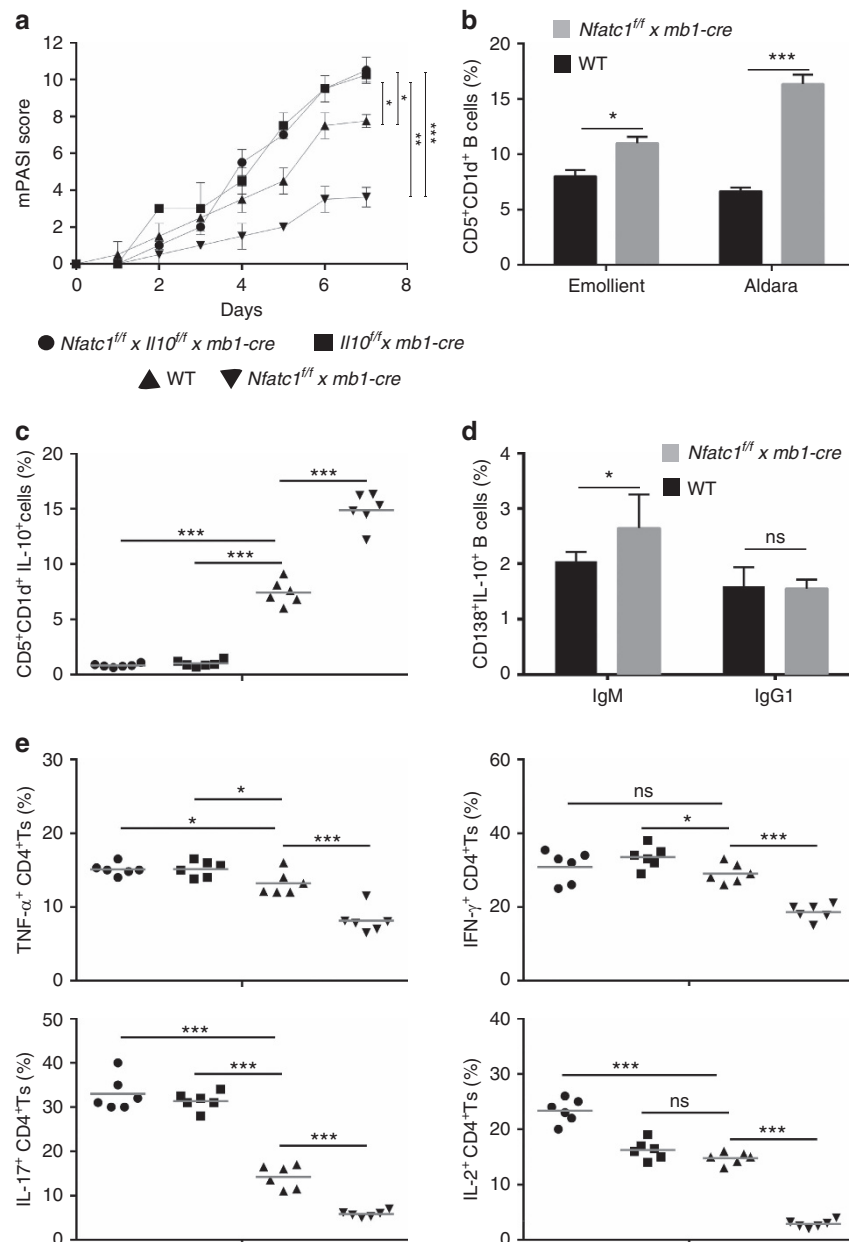 a
mPASI score
12
10
8
6
4
2
0
0 2 4 6 8
Days
* * ** ***
● Nfatc1f/f x Il10f/f x mb1-cre ■ Il10f/f x mb1-cre
▲ WT ▼ Nfatc1f/f x mb1-cre
b
Nfatc1f/f x mb1-cre
WT
CD5+CD1d+ B cells (%)
20
15
10
5
0
* ***
Emollient Aldara
c
CD5+CD1d+ IL-10+cells (%)
20
15
10
5
0
***
***
***
d
Nfatc1f/f x mb1-cre
WT
CD138+IL-10+ B cells (%)
4
3
2
1
0
* ns
IgM IgG1
e
TNF-α+ CD4+Ts (%)
30
20
10
0
*
*
***
IFN-γ+ CD4+Ts (%)
60
40
20
0
ns
*
***
IL-17+ CD4+Ts (%)
50
40
30
20
10
0
***
***
***
IL-2+ CD4+Ts (%)
40
30
20
10
0
***
ns
***